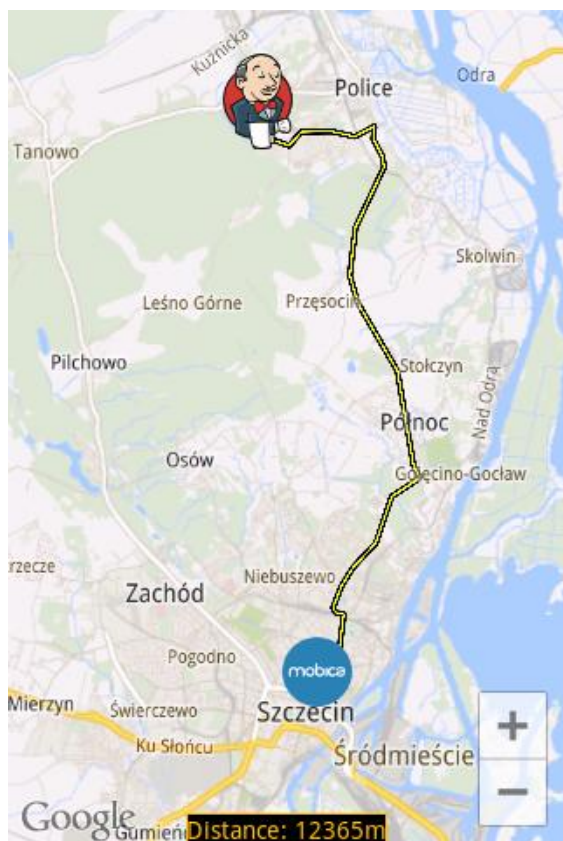 Kuźnicka
Police
Odra
Tanowo
Skolwin
Leśno Górne
Przęsocin
Pilchowo
Stołczyn
Nad Odrą
Północ
Osów
Golęcino-Gocław
trzecze
Niebuszewo
Zachód
Pogodno
mobica
Mierzyn
Świerczewo
Szczecin
+
Ku Słońcu
Śródmieście
−
Google
Gumień
Distance: 12365m